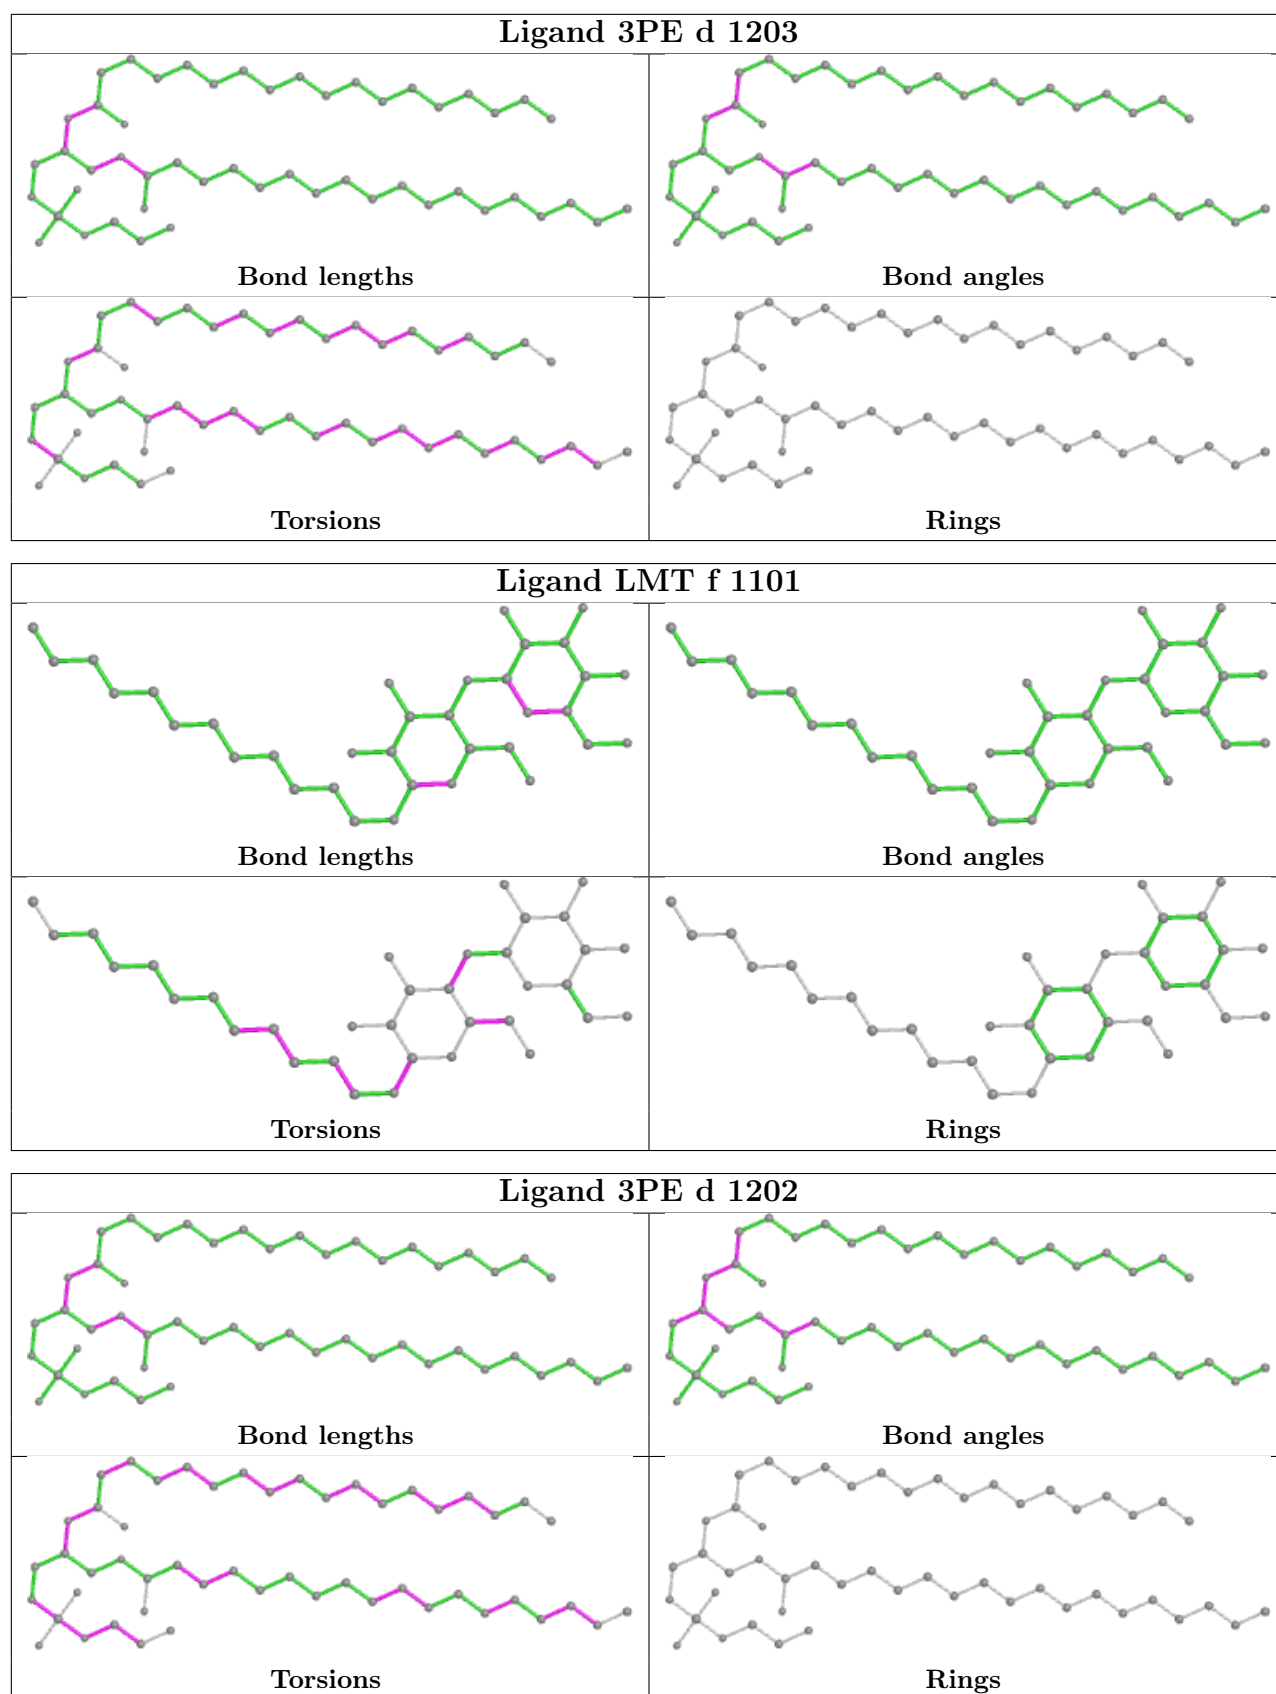 Ligand 3PE d 1203
Bond lengths
Bond angles
Torsions
Rings
Ligand LMT f 1101
Bond lengths
Bond angles
Torsions
Rings
Ligand 3PE d 1202
Bond lengths
Bond angles
Torsions
Rings